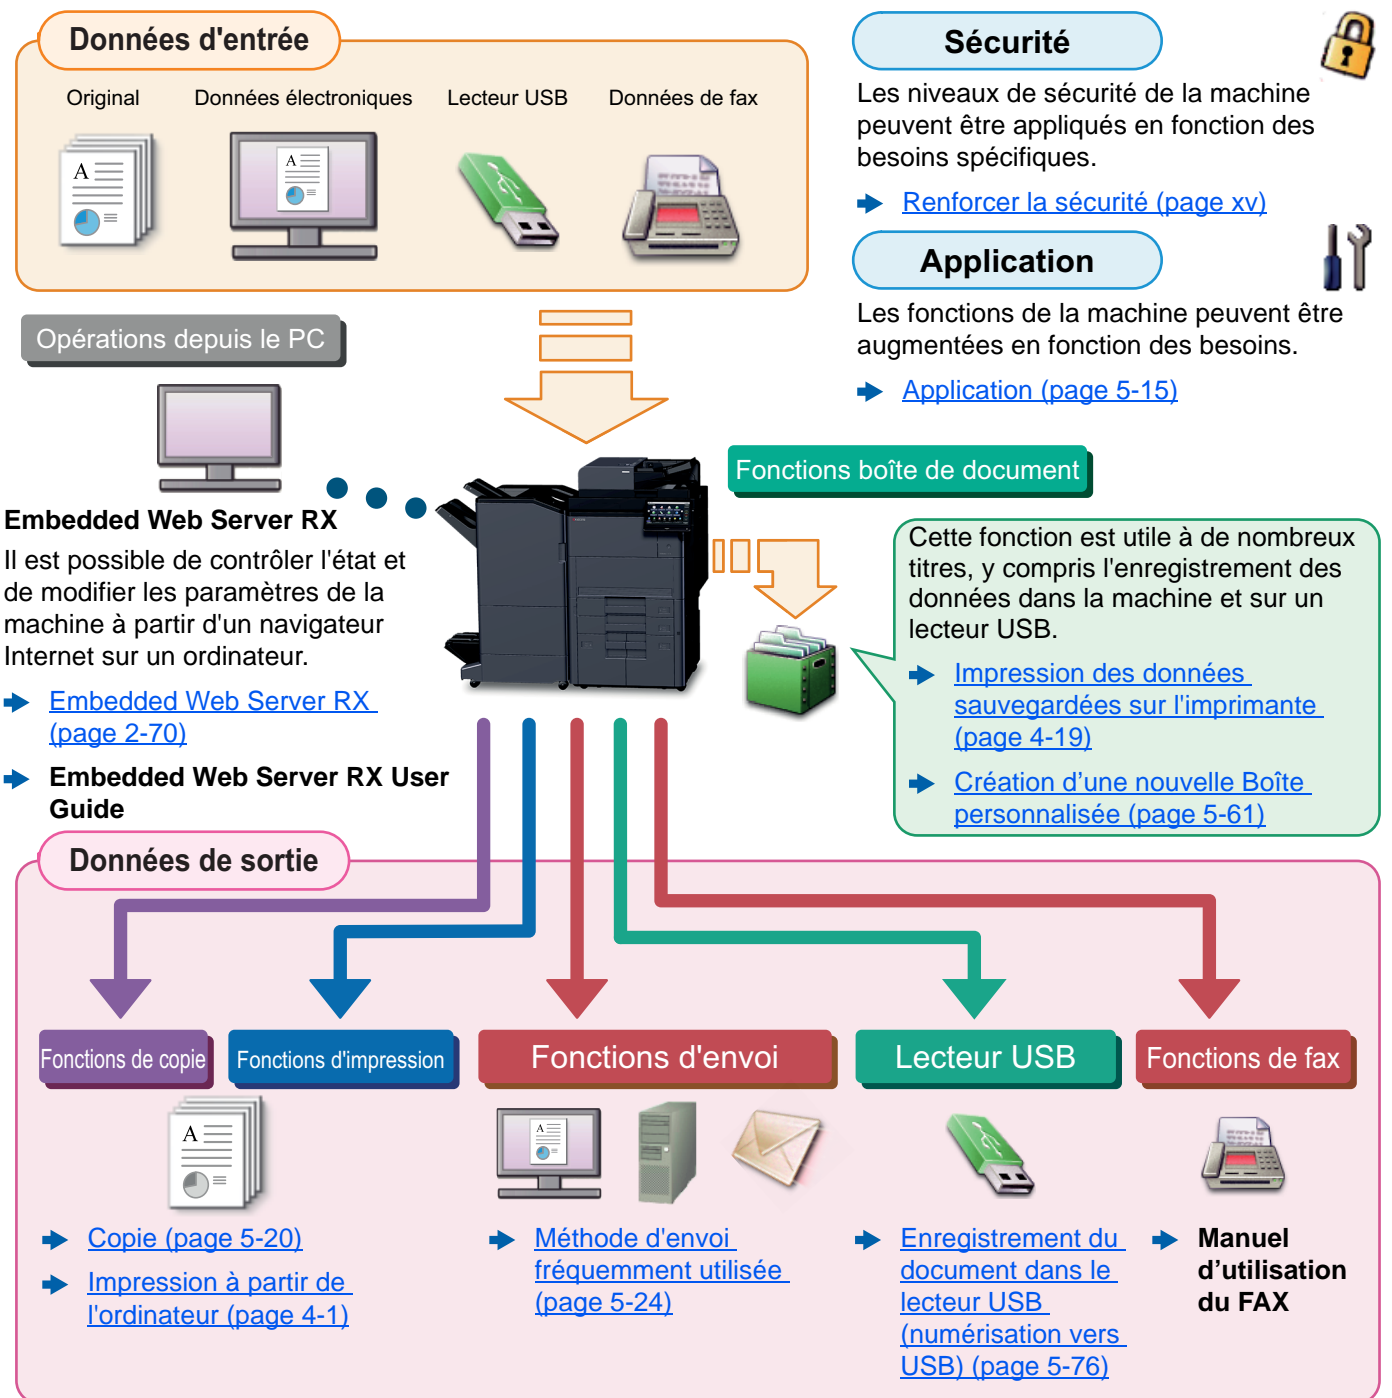 Données d'entrée
Original
Données électroniques
Lecteur USB
Données de fax
Sécurité
Les niveaux de sécurité de la machine
peuvent être appliqués en fonction des
besoins spécifiques.
Renforcer la sécurité (page xv)
Application
Les fonctions de la machine peuvent être
augmentées en fonction des besoins.
Application (page 5-15)
Opérations depuis le PC
Embedded Web Server RX
Il est possible de contrôler l'état et
de modifier les paramètres de la
machine à partir d'un navigateur
Internet sur un ordinateur.
Embedded Web Server RX
(page 2-70)
Embedded Web Server RX User
Guide
Fonctions boîte de document
Cette fonction est utile à de nombreux
titres, y compris l'enregistrement des
données dans la machine et sur un
lecteur USB.
Impression des données
sauvegardées sur l'imprimante
(page 4-19)
Création d’une nouvelle Boîte
personnalisée (page 5-61)
Données de sortie
Fonctions de copie
Fonctions d'impression
Fonctions d'envoi
Lecteur USB
Fonctions de fax
Copie (page 5-20)
Impression à partir de
l'ordinateur (page 4-1)
Méthode d'envoi
fréquemment utilisée
(page 5-24)
Enregistrement du
document dans le
lecteur USB
(numérisation vers
USB) (page 5-76)
Manuel
d’utilisation
du FAX